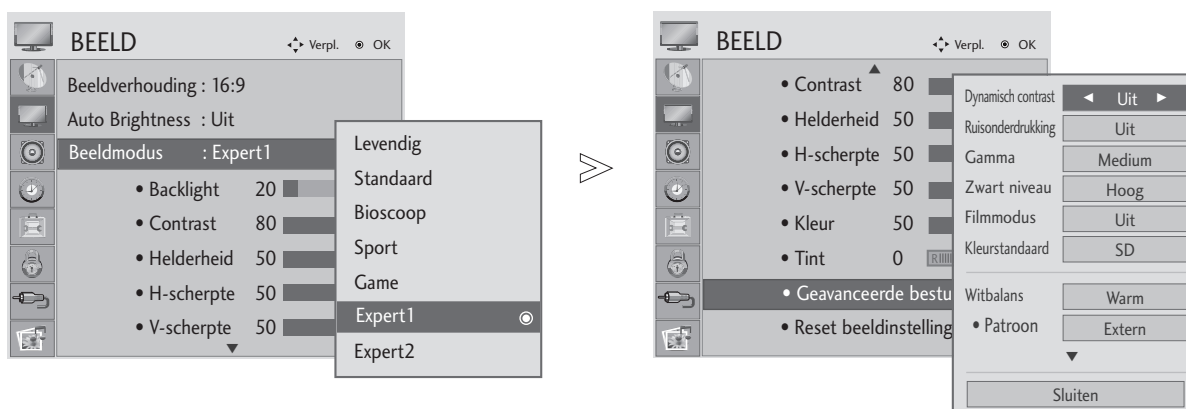 BEELD
Verpl. OK
Beeldverhouding : 16:9
Auto Brightness : Uit
Beeldmodus : Expert1
• Backlight 20
• Contrast 80
• Helderheid 50
• H-scherpte 50
• V-scherpte 50
Levendig
Standaard
Bioscoop
Sport
Game
Expert1
Expert2
BEELD
Verpl. OK
• Contrast 80
• Helderheid 50
• H-scherpte 50
• V-scherpte 50
• Kleur 50
• Tint 0 R
• Geavanceerde bestu
• Reset beeldinstelling
Dynamisch contrast Uit
Ruisonderdrukking Uit
Gamma Medium
Zwart niveau Hoog
Filmmodus Uit
Kleurstandaard SD
Witbalans Warm
• Patroon Extern
Sluiten